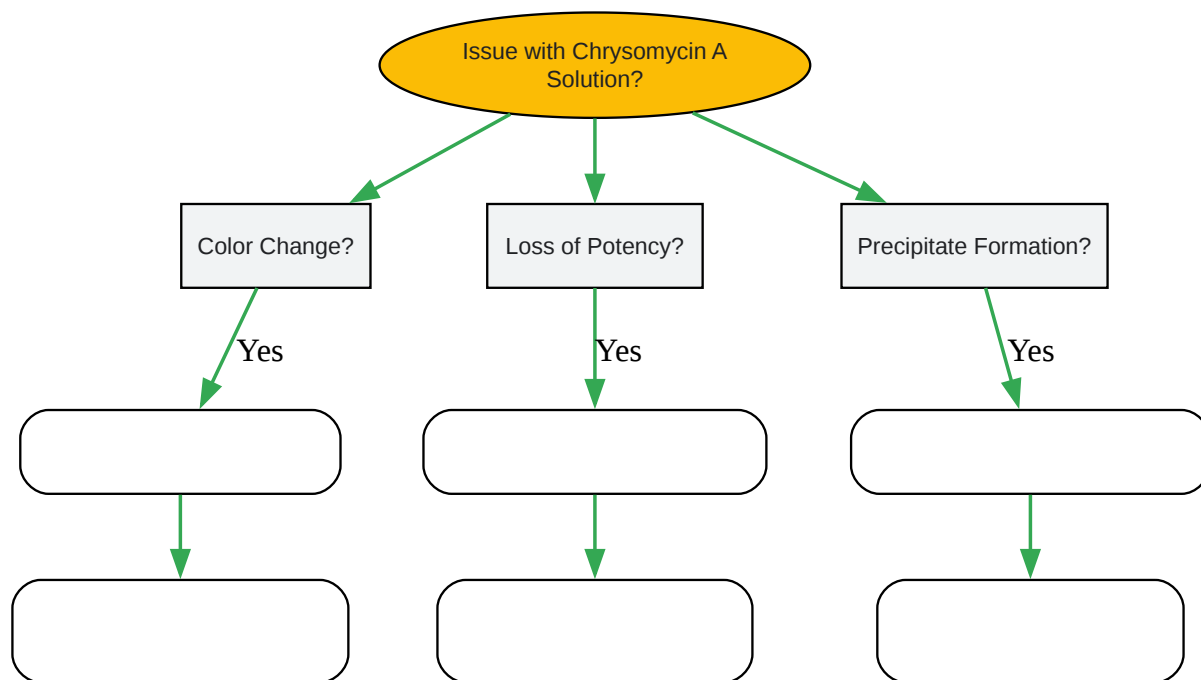 Issue with Chrysomycin A
Solution?
Color Change?
Loss of Potency?
Precipitate Formation?
Yes
Yes
Yes